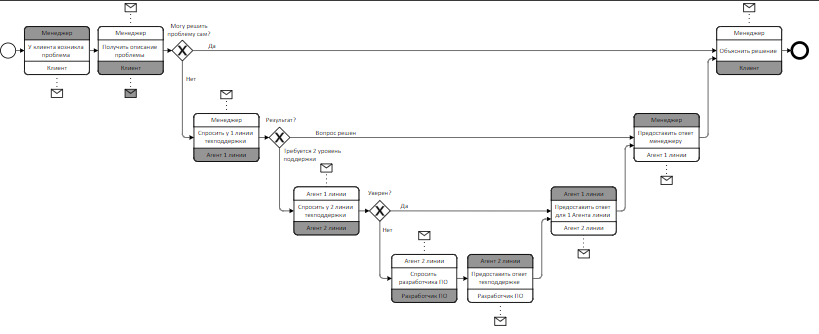 Менеджер
У клиента возникла
проблема
Клиент
Менеджер
Получить описание
проблемы
Клиент
Могу решить
проблему сам?
Да
Нет
Менеджер
Объяснить решение
Клиент
Менеджер
Спросить у 1 линии
техподдержки
Агент 1 линии
Результат?
Вопрос решен
Требуется 2 уровень
поддержки
Менеджер
Предоставить ответ
менеджеру
Агент 1 линии
Агент 1 линии
Спросить у 2 линии
техподдержки
Агент 2 линии
Уверен?
Да
Нет
Агент 1 линии
Предоставить ответ
для 1 Агента линии
Агент 2 линии
Агент 2 линии
Спросить
разработчика ПО
Разработчик ПО
Агент 2 линии
Предоставить ответ
техподдержке
Разработчик ПО